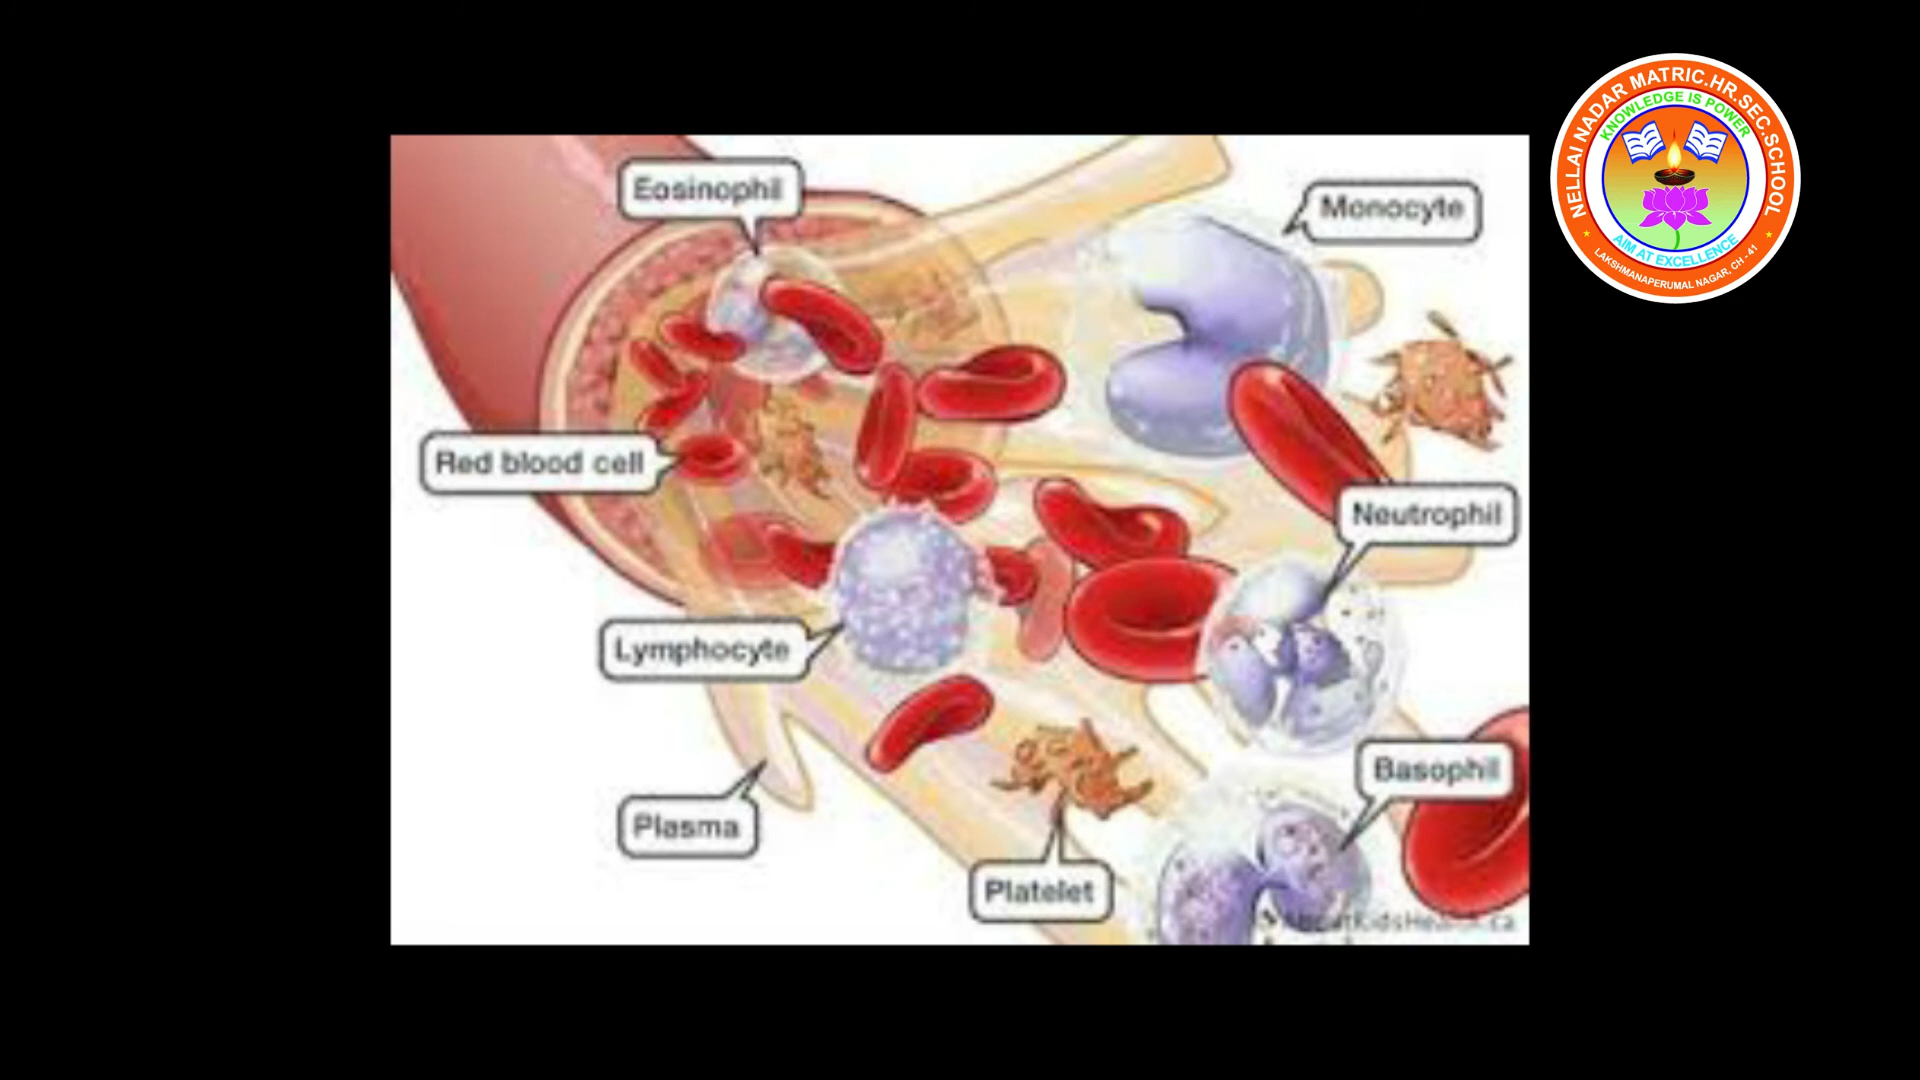 Eosinophil
Monocyte
Red blood cell
Neutrophil
Lymphocyte
Basophil
Plasma
Platelet
NELLAI NADAR MATRIC.HR.SEC.SCHOOL
KNOWLEDGE IS POWER
AIM AT EXCELLENCE
LAKSHMANAPERUMAL NAGAR, CH - 41